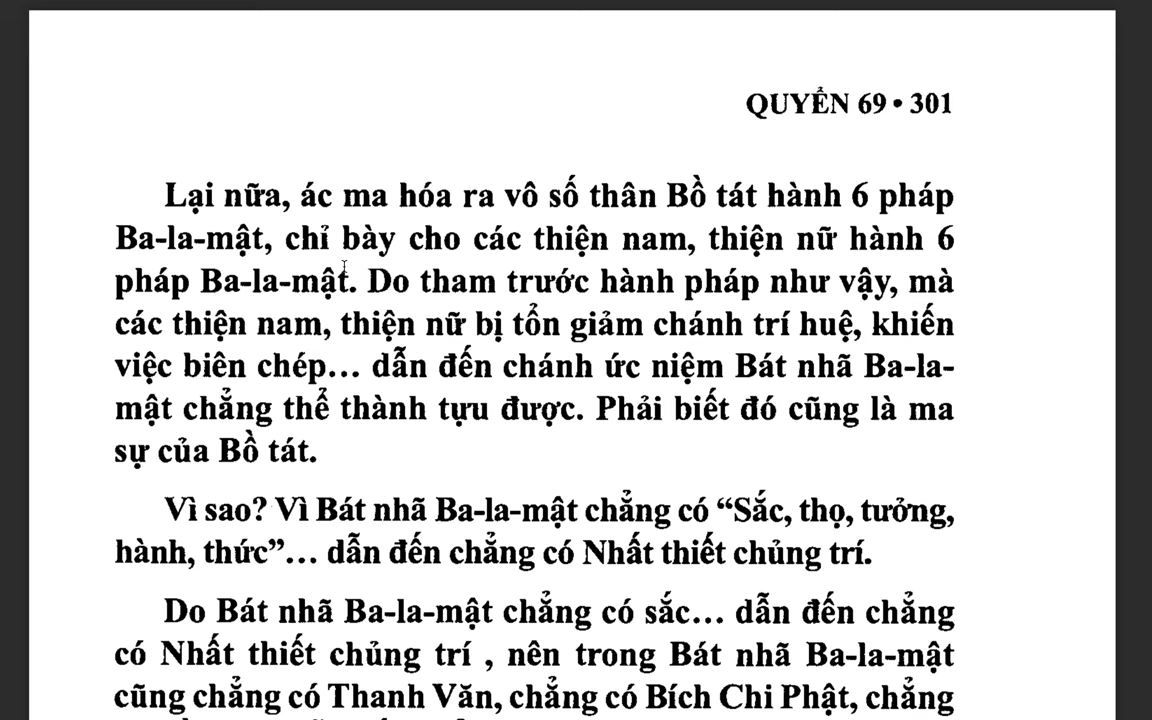 QUYỂN 69 • 301
Lại nữa, ác ma hóa ra vô số thân Bồ tát hành 6 pháp
Ba-la-mật, chỉ bày cho các thiện nam, thiện nữ hành 6
pháp Ba-la-mật. Do tham trước hành pháp như vậy, mà
các thiện nam, thiện nữ bị tổn giảm chánh trí huệ, khiến
việc biên chép... dẫn đến chánh ức niệm Bát nhã Ba-la-
mật chẳng thể thành tựu được. Phải biết đó cũng là ma
sự của Bồ tát.
Vì sao? Vì Bát nhã Ba-la-mật chẳng có “Sắc, thọ, tưởng,
hành, thức”... dẫn đến chẳng có Nhất thiết chủng trí.
Do Bát nhã Ba-la-mật chẳng có sắc... dẫn đến chẳng
có Nhất thiết chủng trí , nên trong Bát nhã Ba-la-mật
cũng chẳng có Thanh Văn, chẳng có Bích Chi Phật, chẳng